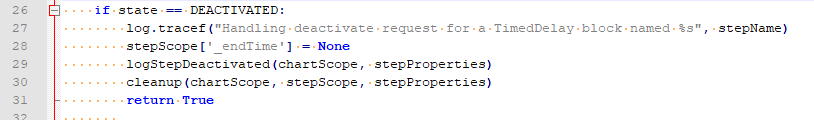 26 if state == DEACTIVATED:
27 log.tracef("Handling deactivate request for a TimedDelay block named %s", stepName)
28 stepScope['_endTime'] = None
29 logStepDeactivated(chartScope, stepProperties)
30 cleanup(chartScope, stepScope, stepProperties)
31 return True
32